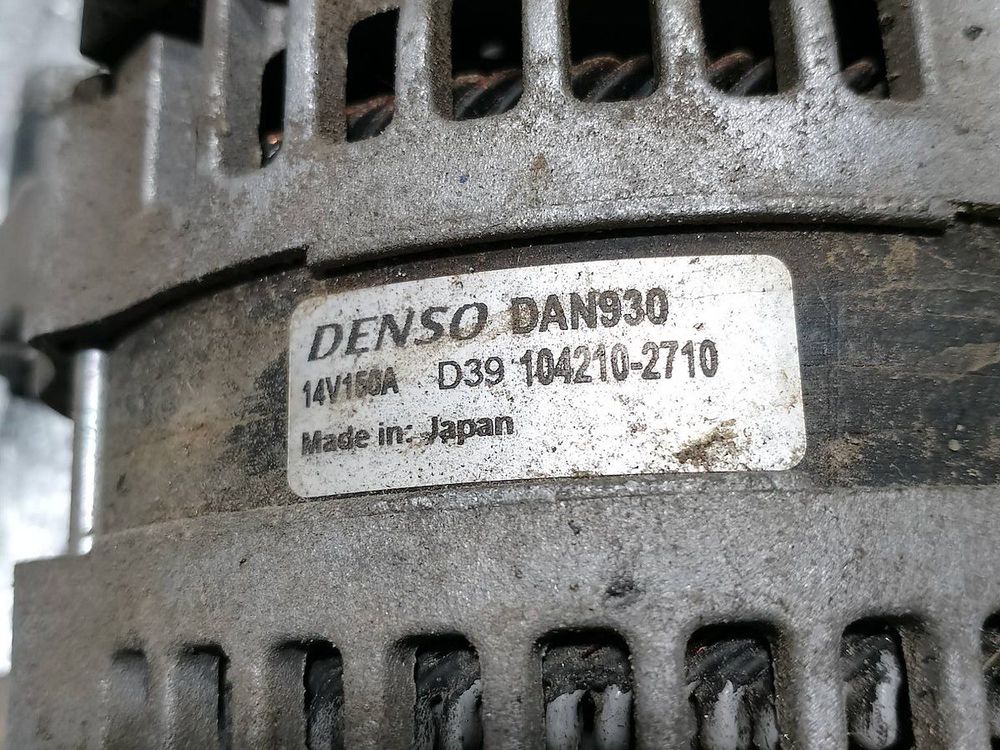 DENSO DAN930
14V150A D39 104210-2710
Made in: Japan